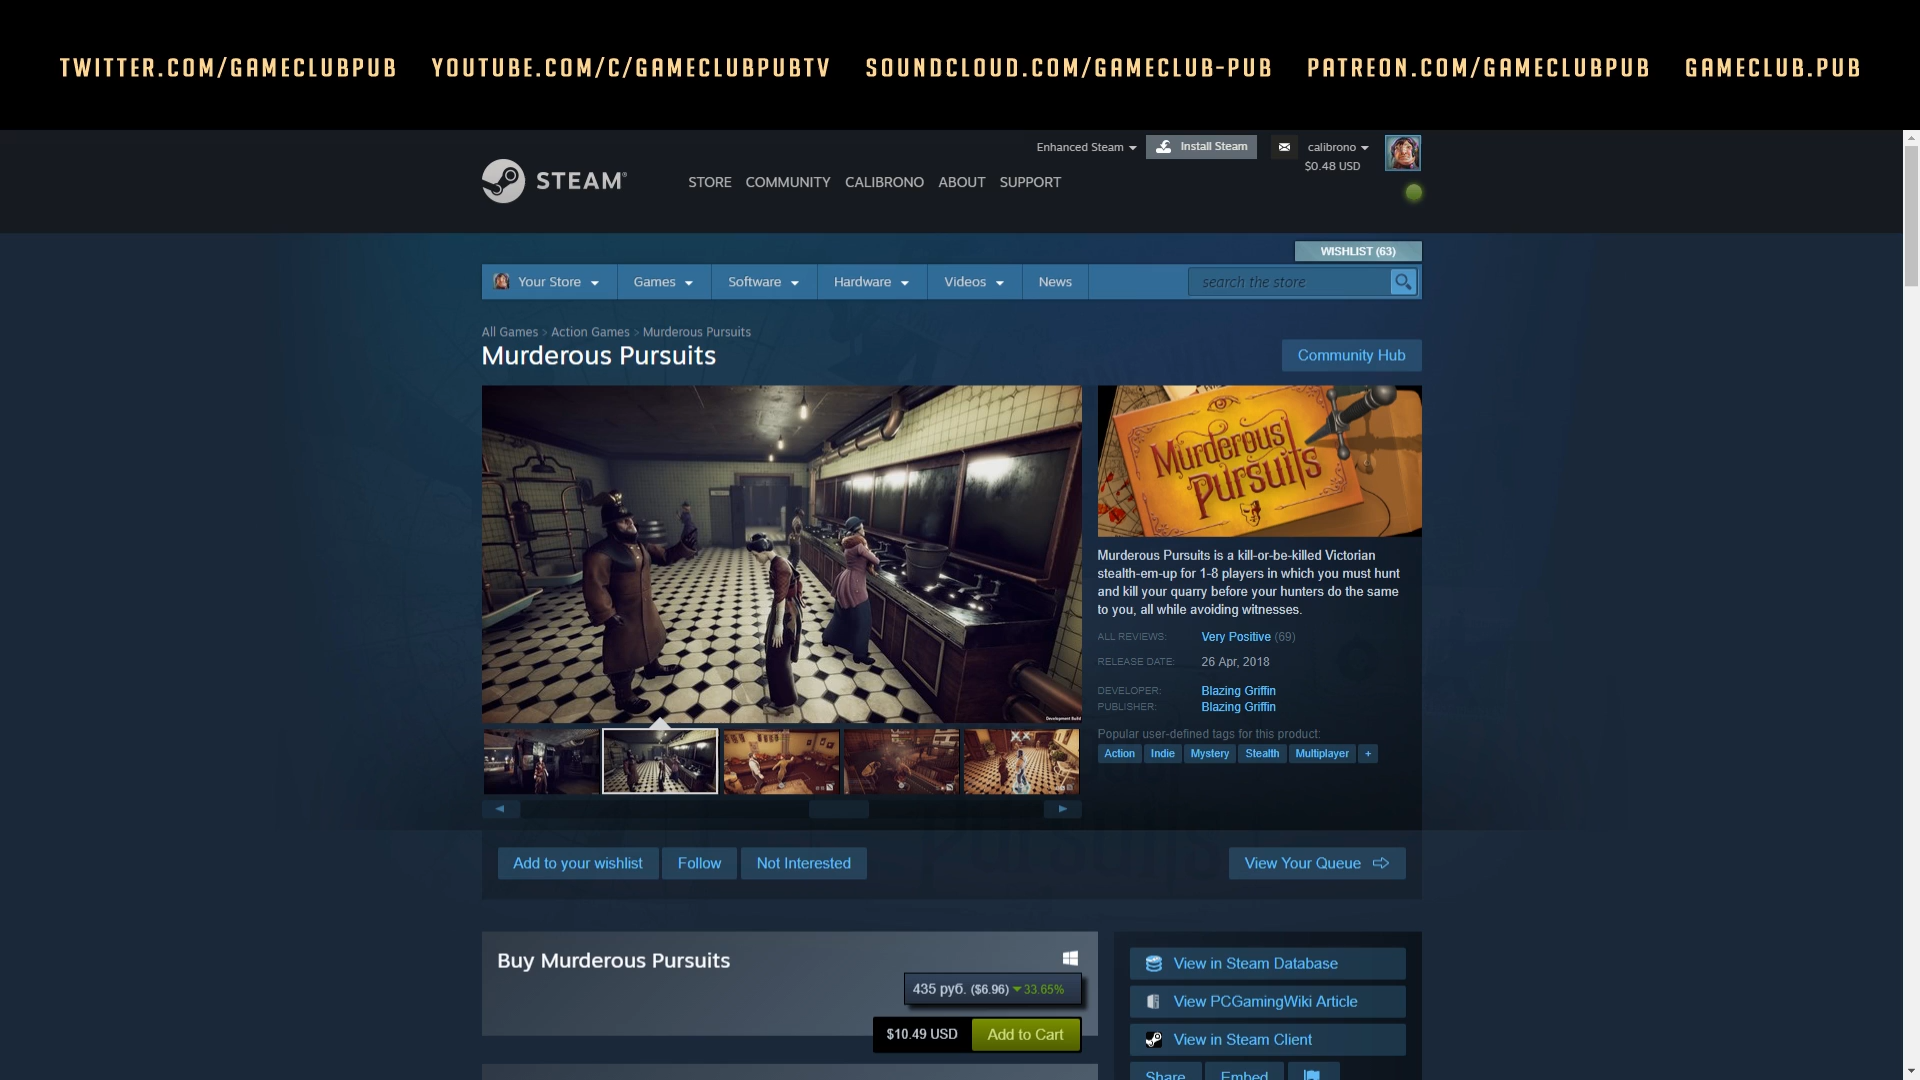 TWITTER.COM/GAMECLUBPUB YOUTUBE.COM/C/GAMECLUBPUBTV SOUNDCLOUD.COM/GAMECLUB-PUB PATREON.COM/GAMECLUBPUB GAMECLUB.PUB
Enhanced Steam Install Steam calibrono
$0.48 USD
STEAM®
STORE COMMUNITY CALIBRONO ABOUT SUPPORT
WISHLIST (63)
Your Store Games Software Hardware Videos News search the store
All Games > Action Games > Murderous Pursuits
Murderous Pursuits
Community Hub
Murderous
Pursuits
Development Build
Murderous Pursuits is a kill-or-be-killed Victorian
stealth-em-up for 1-8 players in which you must hunt
and kill your quarry before your hunters do the same
to you, all while avoiding witnesses.
ALL REVIEWS: Very Positive (69)
RELEASE DATE: 26 Apr, 2018
DEVELOPER: Blazing Griffin
PUBLISHER: Blazing Griffin
Popular user-defined tags for this product:
Action Indie Mystery Stealth Multiplayer +
Add to your wishlist Follow Not Interested View Your Queue
Buy Murderous Pursuits
435 руб. ($6.96) 33.65%
$10.49 USD Add to Cart
View in Steam Database
View PCGamingWiki Article
View in Steam Client
Share Embed